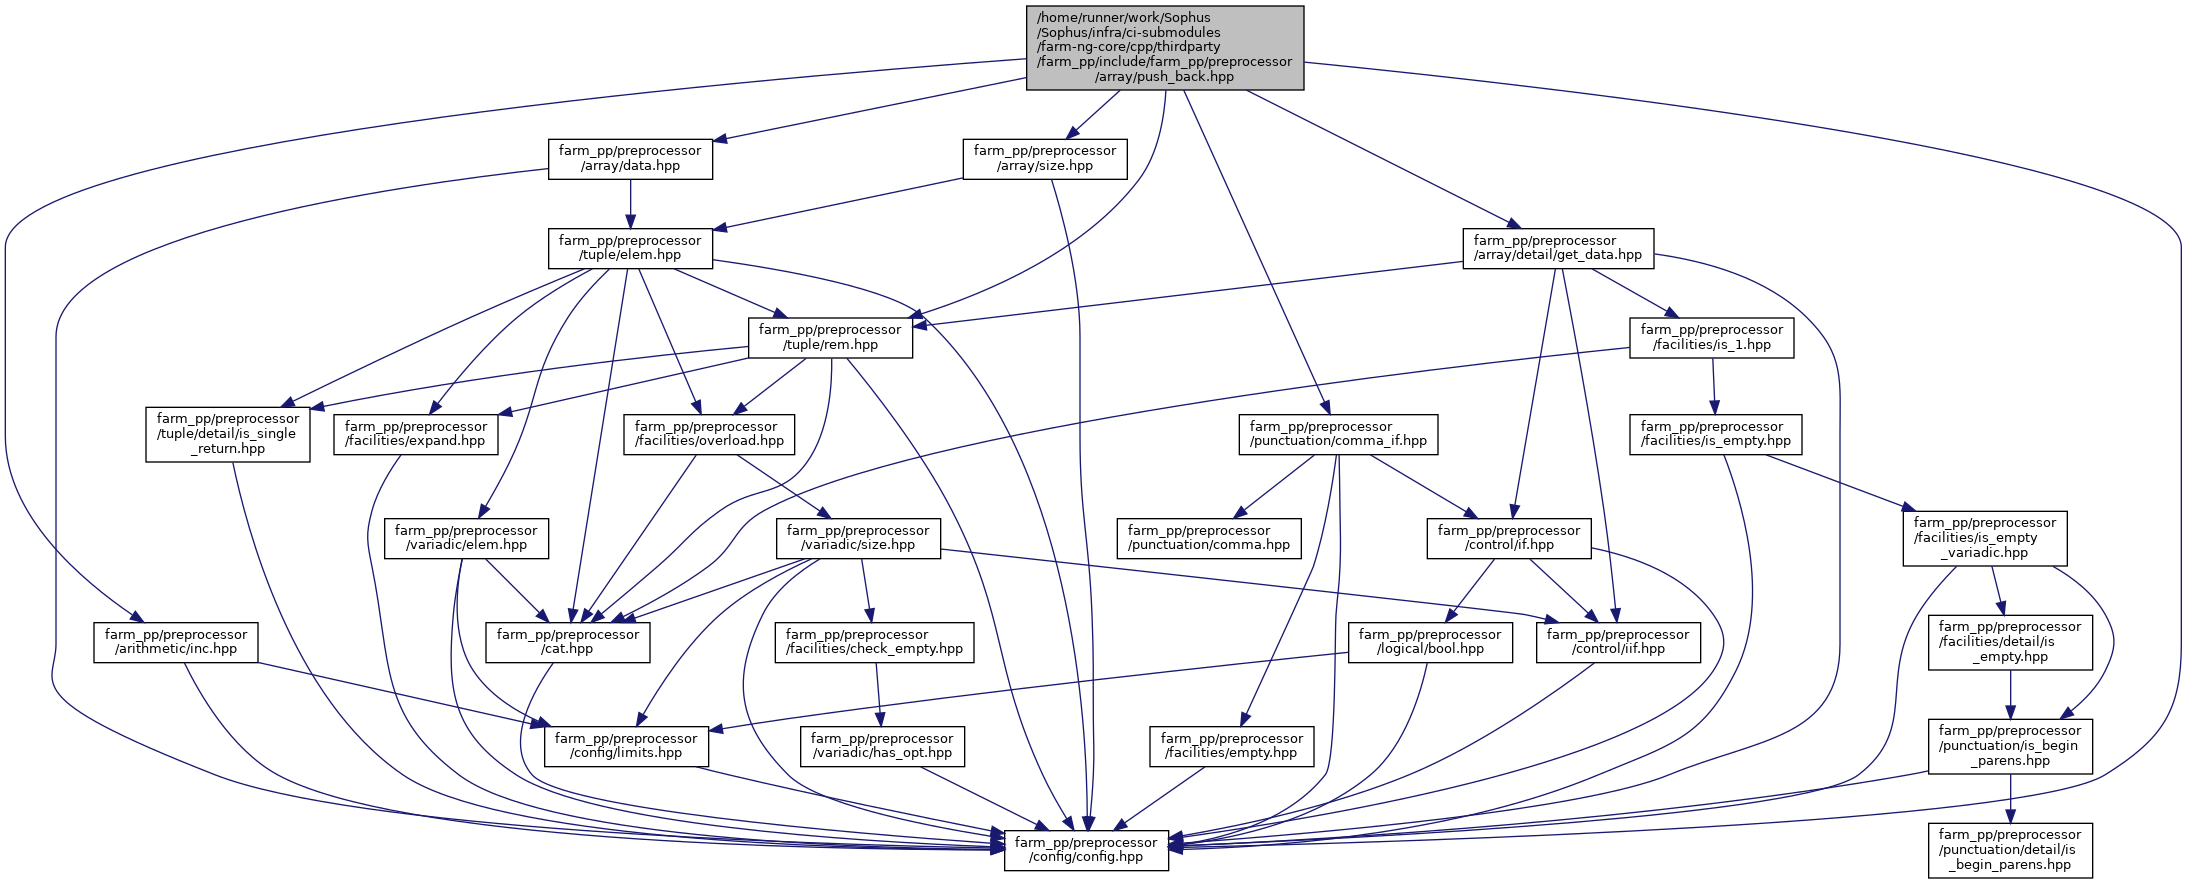 /home/runner/work/Sophus
/Sophus/infra/ci-submodules
/farm-ng-core/cpp/thirdparty
/farm_pp/include/farm_pp/preprocessor
/array/push_back.hpp
farm_pp/preprocessor
/array/data.hpp
farm_pp/preprocessor
/array/size.hpp
farm_pp/preprocessor
/tuple/elem.hpp
farm_pp/preprocessor
/array/detail/get_data.hpp
farm_pp/preprocessor
/tuple/rem.hpp
farm_pp/preprocessor
/facilities/is_1.hpp
farm_pp/preprocessor
/tuple/detail/is_single
_return.hpp
farm_pp/preprocessor
/facilities/expand.hpp
farm_pp/preprocessor
/facilities/overload.hpp
farm_pp/preprocessor
/punctuation/comma_if.hpp
farm_pp/preprocessor
/facilities/is_empty.hpp
farm_pp/preprocessor
/variadic/elem.hpp
farm_pp/preprocessor
/variadic/size.hpp
farm_pp/preprocessor
/punctuation/comma.hpp
farm_pp/preprocessor
/control/if.hpp
farm_pp/preprocessor
/facilities/is_empty
_variadic.hpp
farm_pp/preprocessor
/arithmetic/inc.hpp
farm_pp/preprocessor
/cat.hpp
farm_pp/preprocessor
/facilities/check_empty.hpp
farm_pp/preprocessor
/logical/bool.hpp
farm_pp/preprocessor
/control/iif.hpp
farm_pp/preprocessor
/facilities/detail/is
_empty.hpp
farm_pp/preprocessor
/config/limits.hpp
farm_pp/preprocessor
/variadic/has_opt.hpp
farm_pp/preprocessor
/facilities/empty.hpp
farm_pp/preprocessor
/punctuation/is_begin
_parens.hpp
farm_pp/preprocessor
/config/config.hpp
farm_pp/preprocessor
/punctuation/detail/is
_begin_parens.hpp